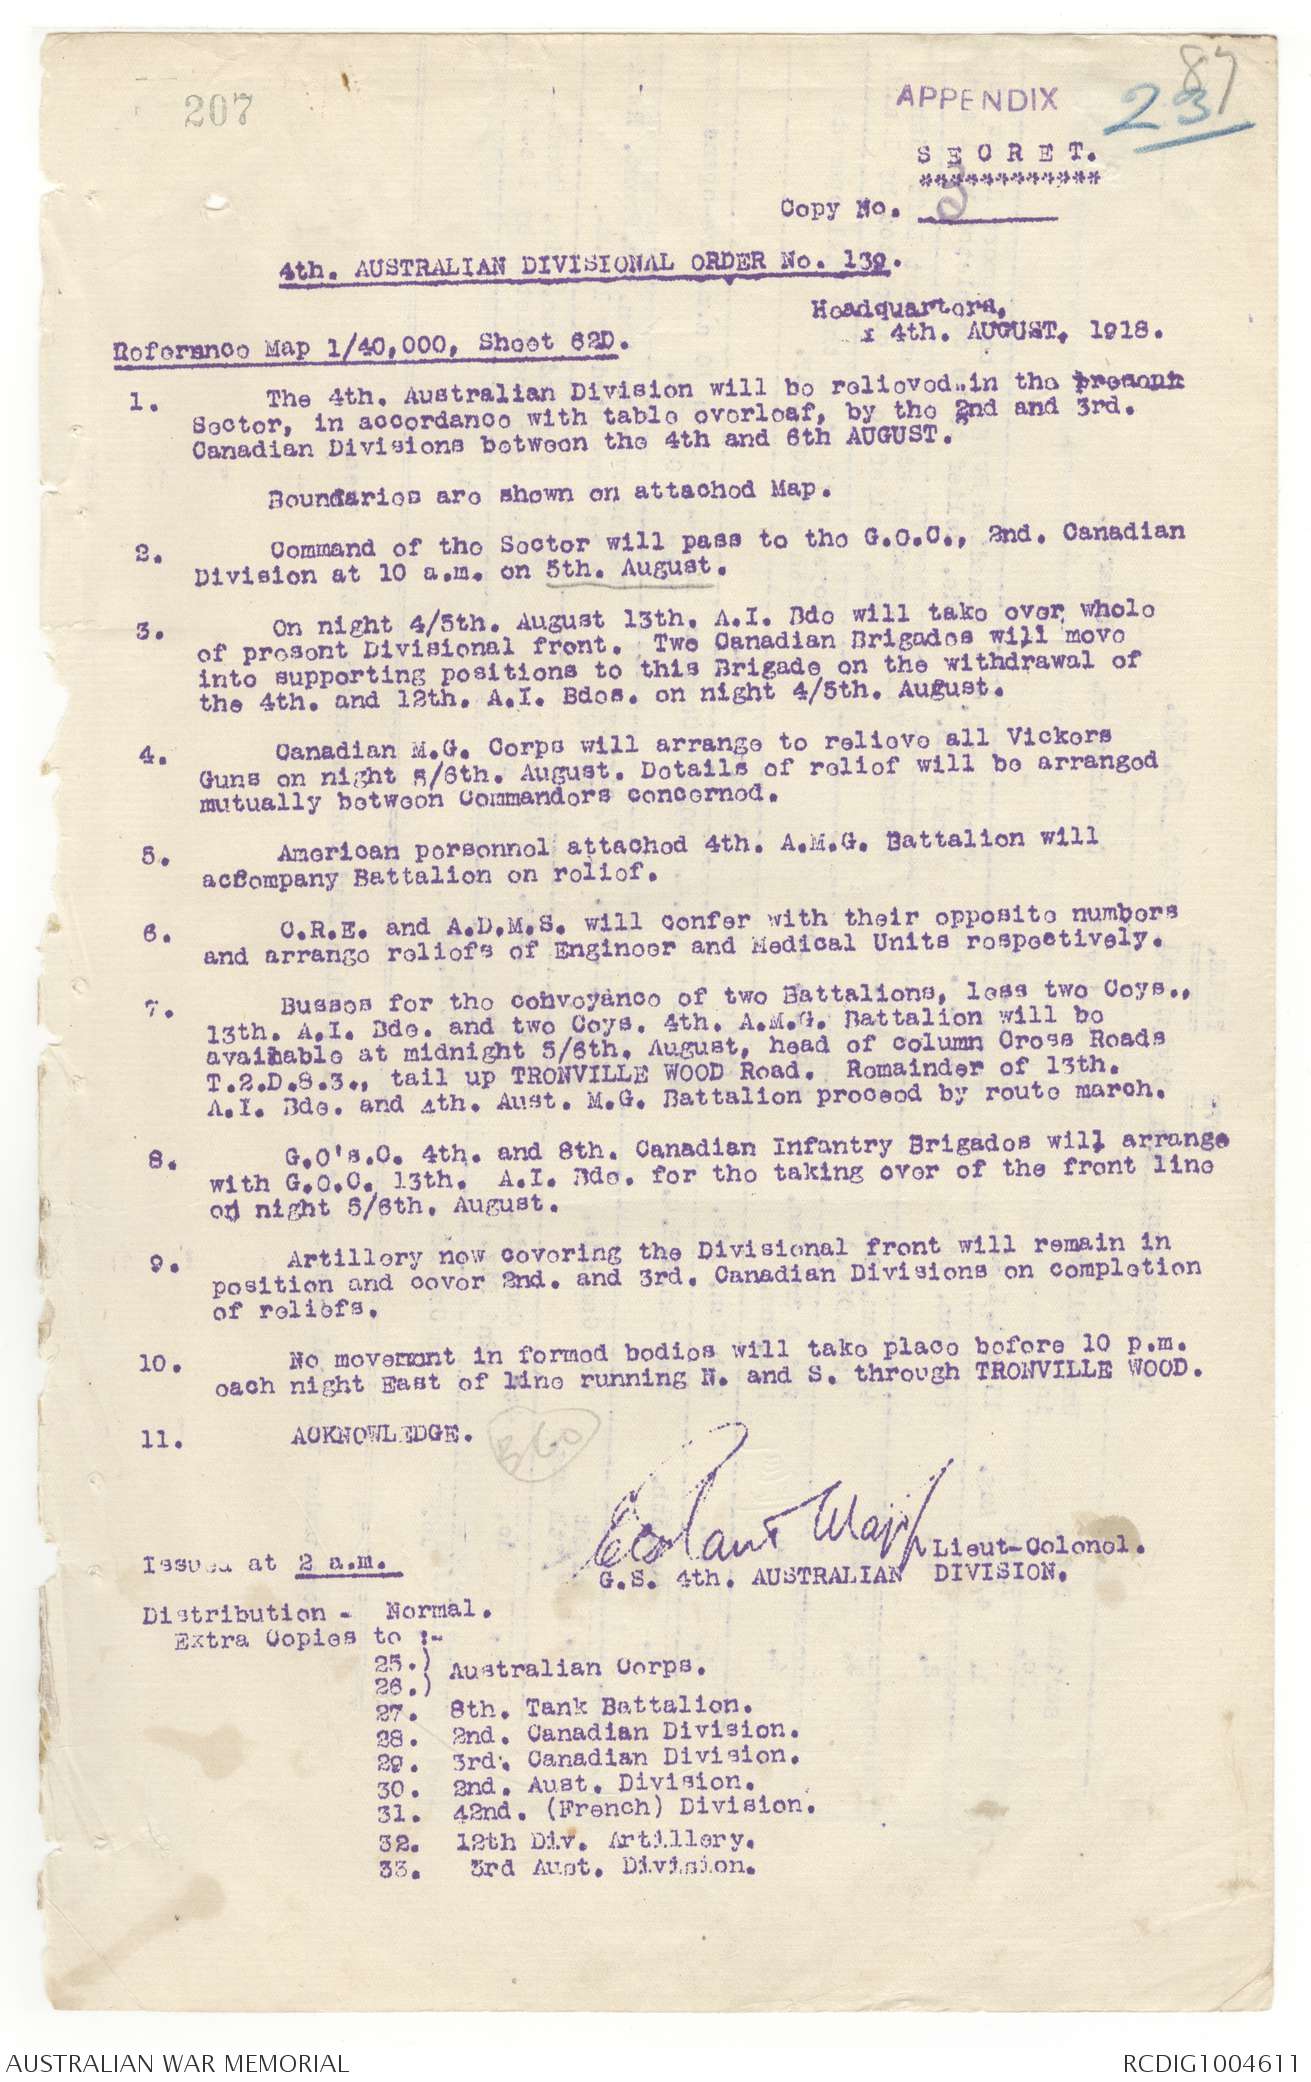 207
APPENDIX
87
23
SECRET.
************
Copy No. 3
4th. AUSTRALIAN DIVISIONAL ORDER No. 139.
Headquarters,
4th. AUGUST, 1918.
Reference Map 1/40,000, Sheet 62D.
1. The 4th. Australian Division will be relieved in the present
Sector, in accordance with table overleaf, by the 2nd and 3rd.
Canadian Divisions between the 4th and 6th AUGUST.
Boundaries are shown on attached Map.
2. Command of the Sector will pass to the G.O.C., 2nd. Canadian
Division at 10 a.m. on 5th. August.
3. On night 4/5th. August 13th. A.I. Bde will take over whole
of present Divisional front. Two Canadian Brigades will move
into supporting positions to this Brigade on the withdrawal of
the 4th. and 12th. A.I. Bdes. on night 4/5th. August.
4. Canadian M.G. Corps will arrange to relieve all Vickers
Guns on night 5/6th. August. Details of relief will be arranged
mutually between Commanders concerned.
5. American personnel attached 4th. A.M.G. Battalion will
accompany Battalion on relief.
6. C.R.E. and A.D.M.S. will confer with their opposite numbers
and arrange reliefs of Engineer and Medical Units respectively.
7. Busses for the conveyance of two Battalions, less two Coys.,
13th. A.I. Bde. and two Coys. 4th. A.M.G. Battalion will be
available at midnight 5/6th. August, head of column Cross Roads
T.2.D.8.3., tail up TRONVILLE WOOD Road. Remainder of 13th.
A.I. Bde. and 4th. Aust. M.G. Battalion proceed by route march.
8. G.O's.C. 4th. and 8th. Canadian Infantry Brigades will arrange
with G.O.C. 13th. A.I. Bde. for the taking over of the front line
on night 5/6th. August.
9. Artillery now covering the Divisional front will remain in
position and cover 2nd. and 3rd. Canadian Divisions on completion
of reliefs.
10. No movement in formed bodies will take place before 10 p.m.
each night East of line running N. and S. through TRONVILLE WOOD.
11. ACKNOWLEDGE.
360
Major
Lieut-Colonel.
Issued at 2 a.m.
G.S. 4th. AUSTRALIAN DIVISION.
Distribution - Normal.
Extra Copies to :-
25.)
26.) Australian Corps.
27. 8th. Tank Battalion.
28. 2nd. Canadian Division.
29. 3rd. Canadian Division.
30. 2nd. Aust. Division.
31. 42nd. (French) Division.
32. 12th Div. Artillery.
33. 3rd Aust. Division.
AUSTRALIAN WAR MEMORIAL
RCDIG1004611